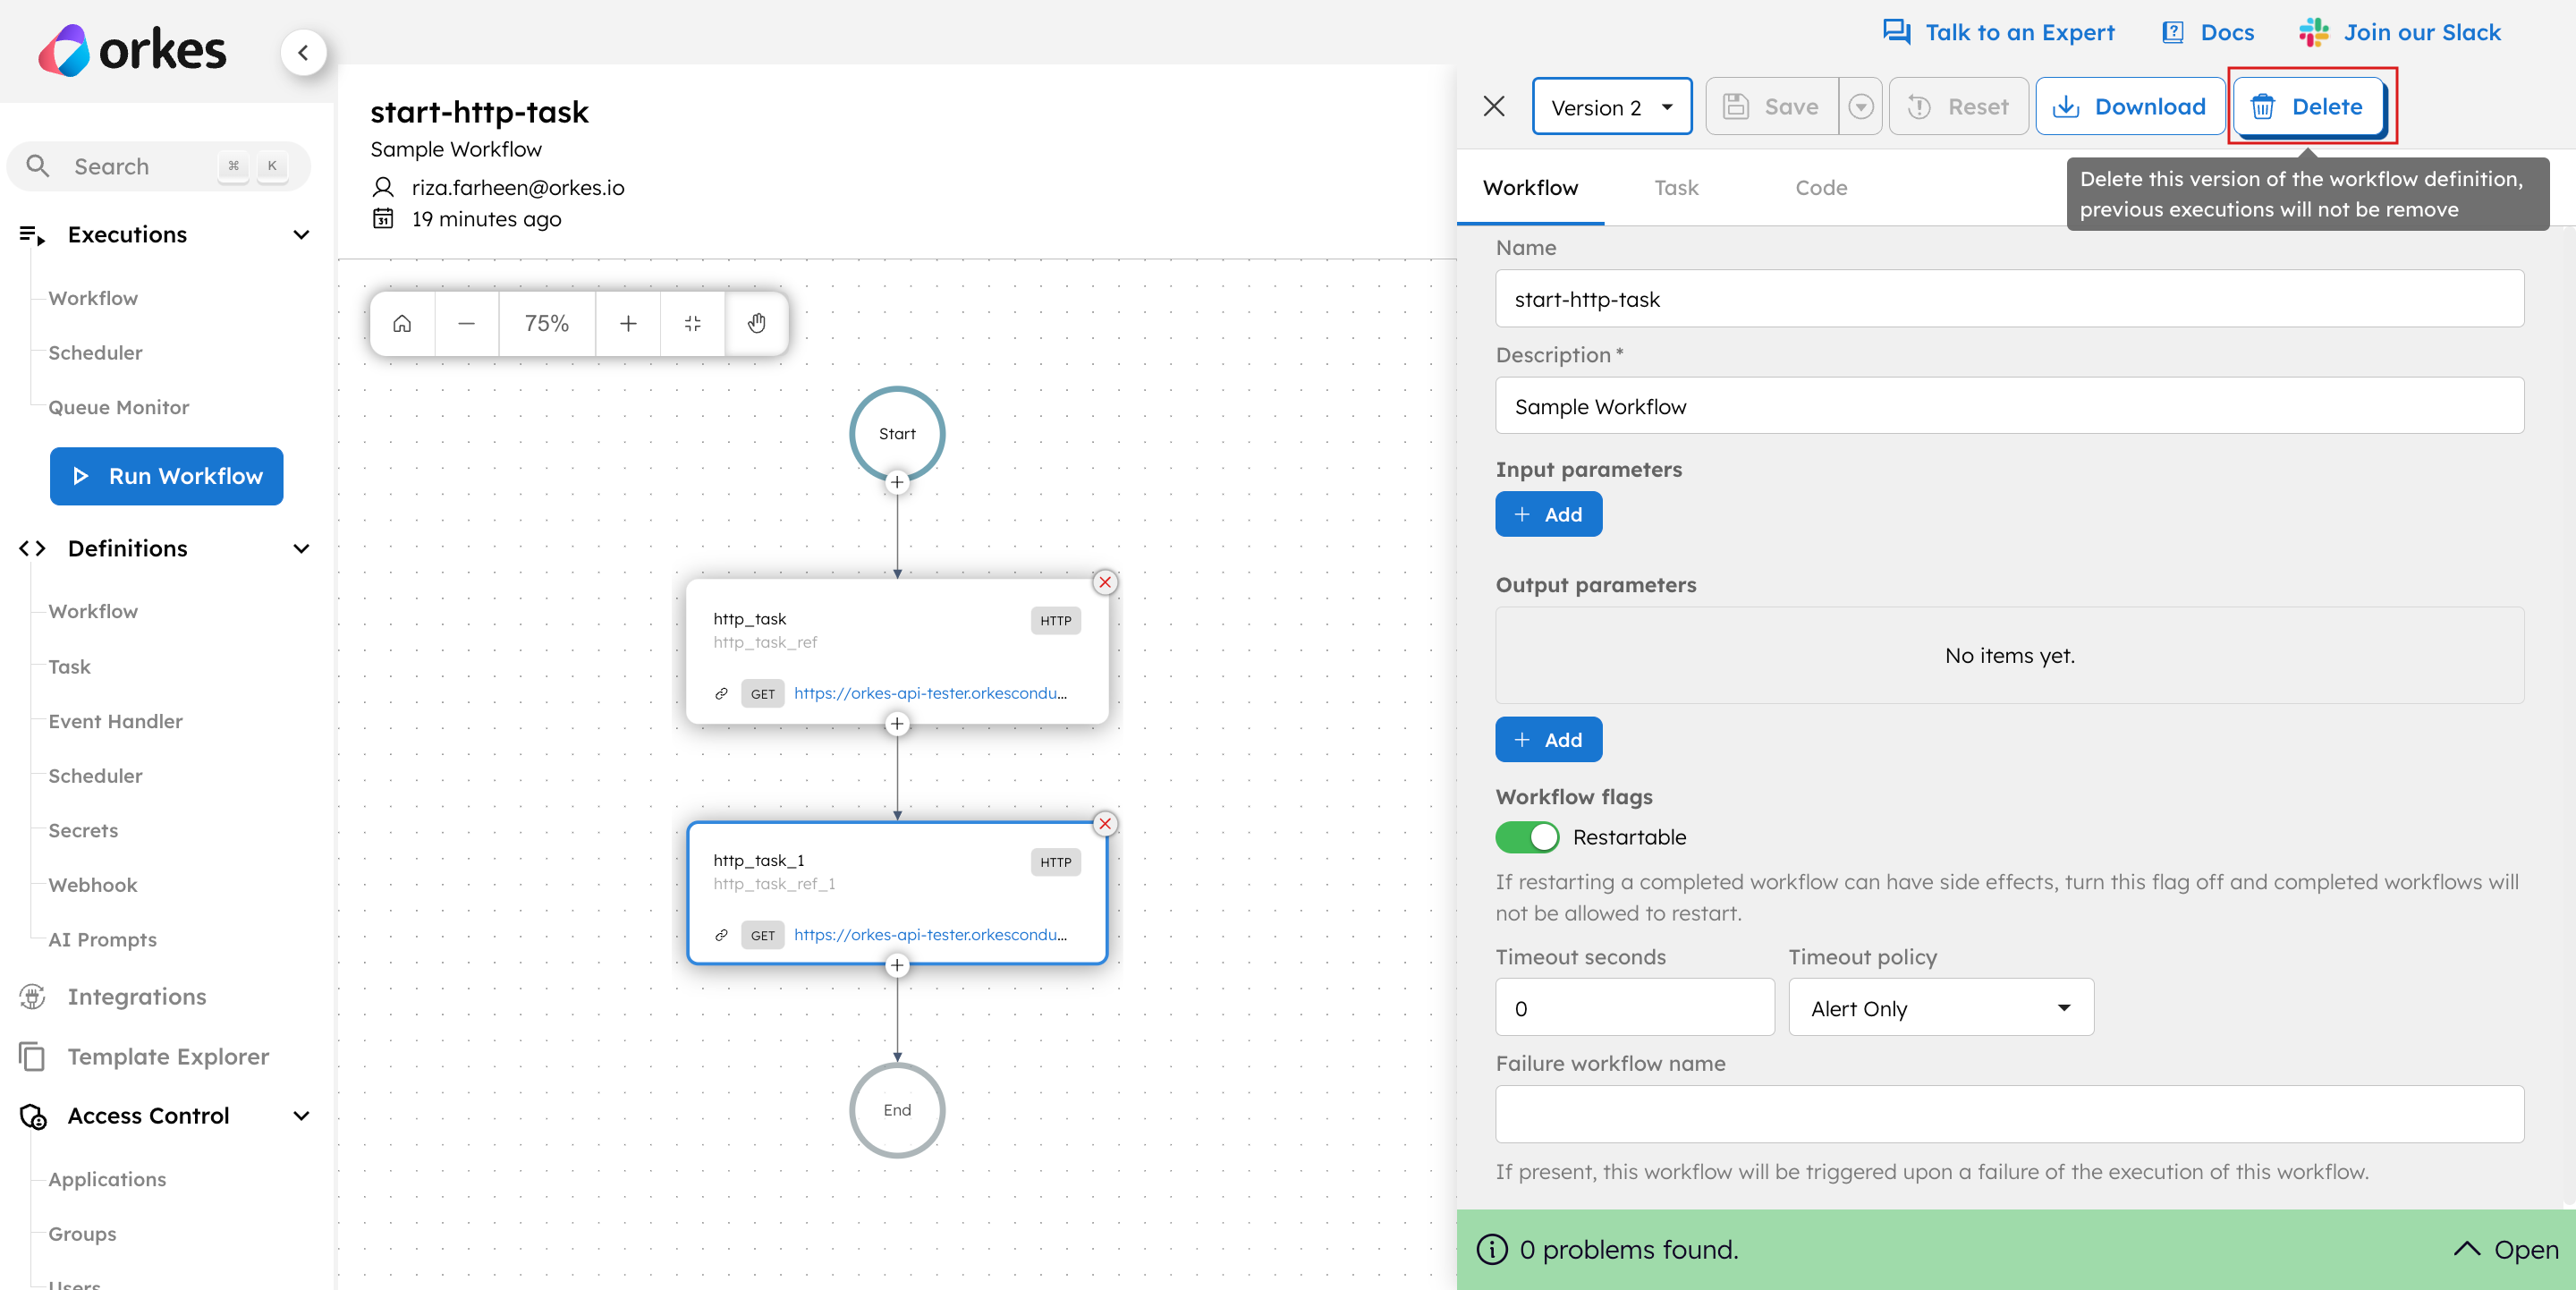 orkes
Talk to an Expert
Docs
Join our Slack
Search
⌘
K
Executions
Workflow
Scheduler
Queue Monitor
Run Workflow
Definitions
Workflow
Task
Event Handler
Scheduler
Secrets
Webhook
AI Prompts
Integrations
Template Explorer
Access Control
Applications
Groups
Users
start-http-task
Sample Workflow
riza.farheen@orkes.io
31
19 minutes ago
75%
Start
http_task
HTTP
http_task_ref
GET
https://orkes-api-tester.orkescondu...
http_task_1
HTTP
http_task_ref_1
GET
https://orkes-api-tester.orkescondu...
End
Version 2
Save
Reset
Download
Delete
Delete this version of the workflow definition,
previous executions will not be remove
Workflow
Task
Code
Name
start-http-task
Description *
Sample Workflow
Input parameters
Add
Output parameters
No items yet.
Add
Workflow flags
Restartable
If restarting a completed workflow can have side effects, turn this flag off and completed workflows will
not be allowed to restart.
Timeout seconds
Timeout policy
0
Alert Only
Failure workflow name
If present, this workflow will be triggered upon a failure of the execution of this workflow.
0 problems found.
Open